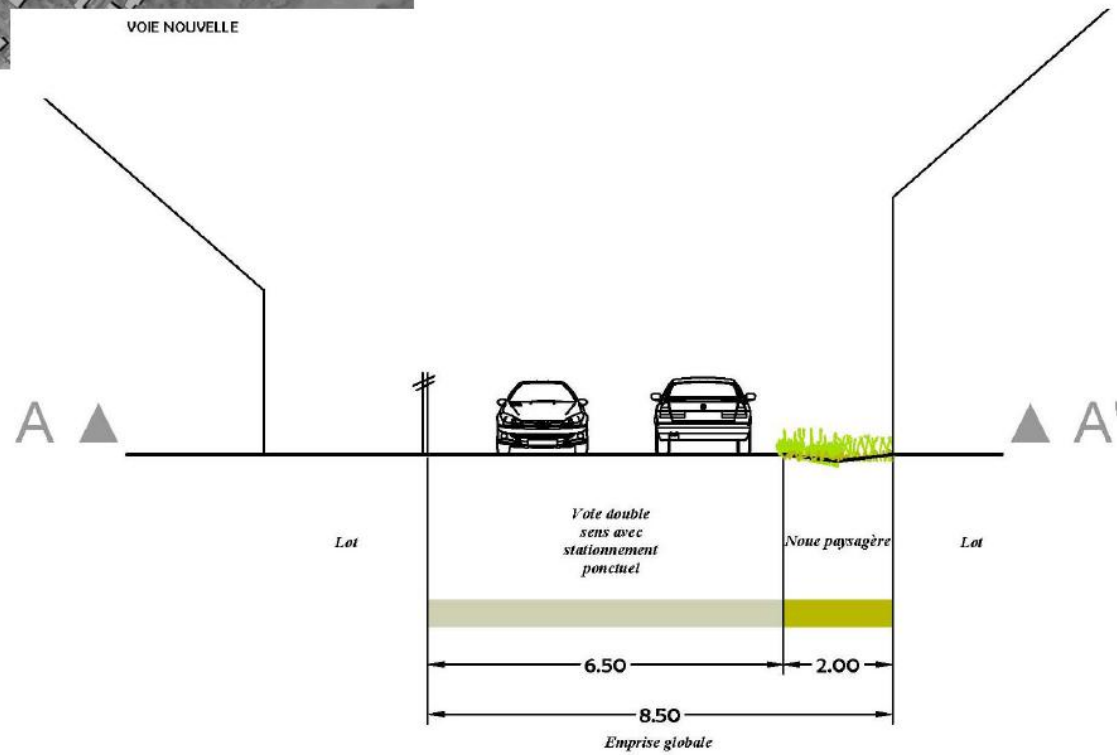 VOIE NOUVELLE
A
A'
Lot
Voie double
sens avec
stationnement
ponctuel
Noue paysagère
Lot
6.50
2.00
8.50
Emprise globale